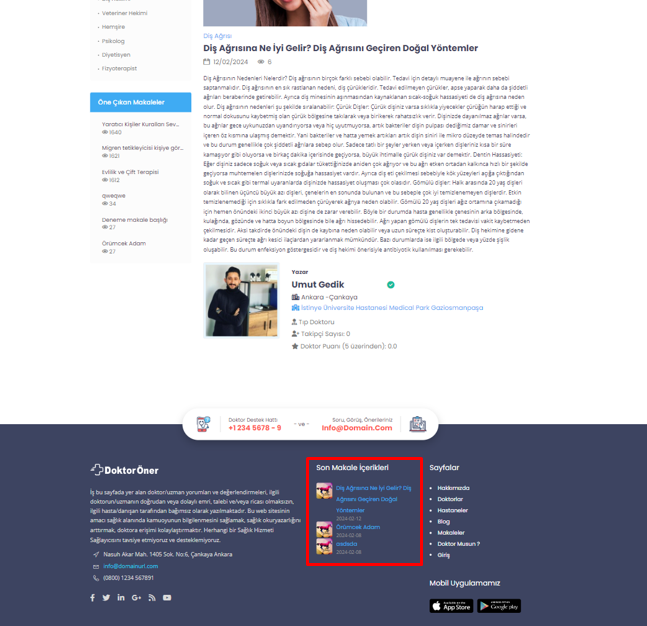 Veteriner Hekimi
Hemşire
Psikolog
Diyetisyen
Fizyoterapist
Öne Çıkan Makaleler
Yaratıcı Kişiler Kuralları Sev...
1640
Migren tetikleyicisi kişiye gör...
1621
Evlilik ve Çift Terapisi
1612
qweqwe
34
Deneme makale başlığı
27
Örümcek Adam
27
Diş Ağrısı
Diş Ağrısına Ne İyi Gelir? Diş Ağrısını Geçiren Doğal Yöntemler
12/02/2024 6
Diş Ağrısının Nedenleri Nelerdir? Diş ağrısının birçok farklı sebebi olabilir. Tedavi için detaylı muayene ile ağrının sebebi
saptanmalıdır. Diş ağrısının en sık rastlanan nedeni, diş çürükleridir. Tedavi edilmeyen çürükler, apse yaparak daha da şiddetli
ağrıları beraberinde getirebilir. Ayrıca diş minesinin aşınmasından kaynaklanan sıcak-soğuk hassasiyeti de diş ağrısına neden
olur. Diş ağrısının nedenleri şu şekilde sıralanabilir: Çürük Dişler: Çürük dişiniz varsa sıklıkla yiyecekler çürüğün harap ettiği ve
normal dokusunu kaybetmiş olan çürük bölgesine takılarak veya birikerek rahatsızlık verir. Dişinizde dayanılmaz ağrılar varsa,
bu ağrılar gece uykunuzdan uyandırıyorsa veya hiç uyutmuyorsa, artık bakteriler dişin pulpası dediğimiz damar ve sinirleri
içeren öz kısmına ulaşmış demektir. Yani bakteriler ve hatta yemek artıkları artık dişin siniri ile mikro düzeyde temas halindedir
ve bu durum genellikle çok şiddetli ağrılara sebep olur. Sadece tatlı bir şeyler yerken veya içerken dişleriniz kısa bir süre
kamaşıyor gibi oluyorsa ve birkaç dakika içerisinde geçiyorsa, büyük ihtimalle çürük dişiniz var demektir. Dentin Hassasiyeti:
Eğer dişiniz sadece soğuk veya sıcak gıdalar tükettiğinizde ağrıyorsa ve bu ağrı etken ortadan kalkınca hızlı bir şekilde
geçiyorsa muhtemelen dişlerinizde soğuğa hassasiyet vardır. Ayrıca diş eti çekilmesi sebebiyle kök yüzeyleri açığa çıktığından
soğuk ve sıcak gibi termal uyaranlarda dişinizde hassasiyet oluşması çok olasıdır. Gömülü dişler: Halk arasında 20 yaş dişleri
olarak bilinen üçüncü büyük azı dişleri, çenelerin en sonunda bulunan ve bu sebeple çok iyi temizlenemeyen dişlerdir. Etkin
temizlenemediği için sıklıkla fark edilmeden çürüyerek ağrıya neden olabilir. Gömülü 20 yaş dişleri ağız ortamına çıkamadığı
için hemen önündeki ikinci büyük azı dişine de zarar verebilir. Böyle bir durumda hasta genellikle çenesinin arka bölgesinde,
kulağında, gözünde ve hatta boyun bölgesinde bile ağrı hissedebilir. Ağrı yapan gömülü dişlerin tek tedavisi vakit kaybetmeden
çekilmesidir. Aksi takdirde önündeki dişin de kaybına neden olabilir veya uzun süreçte kist oluşturabilir. Diş hekimine gidene
kadar geçen süreçte ağrı kesici ilaçlardan yararlanmak mümkündür. Bazı durumlarda ise ilgili bölgede veya yüzde şişlik
oluşabilir. Bu durum enfeksiyon göstergesidir ve diş hekimi önerisiyle antibiyotik kullanılması gerekebilir.
Yazar
Umut Gedik
Ankara -Çankaya
İstinye Üniversite Hastanesi Medical Park Gaziosmanpaşa
Tıp Doktoru
Takipçi Sayısı: 0
Doktor Puanı (5 üzerinden): 0.0
Doktor Destek Hattı
+1 234 5678 - 9
- ve -
Soru, Görüş, Önerileriniz
Info@Domain.Com
DoktorÖner
İş bu sayfada yer alan doktor/uzman yorumları ve değerlendirmeleri, ilgili
doktorun/uzmanın doğrudan veya dolaylı emri, talebi ve/veya ricası olmaksızın,
ilgili hasta/danışan tarafından bağımsız olarak yazılmaktadır. Bu web sitesinin
amacı sağlık alanında kamuoyunun bilgilenmesini sağlamak, sağlık okuryazarlığını
arttırmak, doktora erişimi kolaylaştırmaktır. Herhangi bir Sağlık Hizmeti
Sağlayıcısını tavsiye etmiyoruz ve desteklemiyoruz.
Nasuh Akar Mah. 1405 Sok. No:6, Çankaya Ankara
info@domainurl.com
(0800) 1234 567891
Son Makale İçerikleri
Diş Ağrısına Ne İyi Gelir? Diş
Ağrısını Geçiren Doğal
Yöntemler
2024-02-12
Örümcek Adam
2024-02-08
asdsda
2024-02-08
Sayfalar
Hakkımızda
Doktorlar
Hastaneler
Blog
Makaleler
Doktor Musun ?
Giriş
Mobil Uygulamamız
App Store
Google play